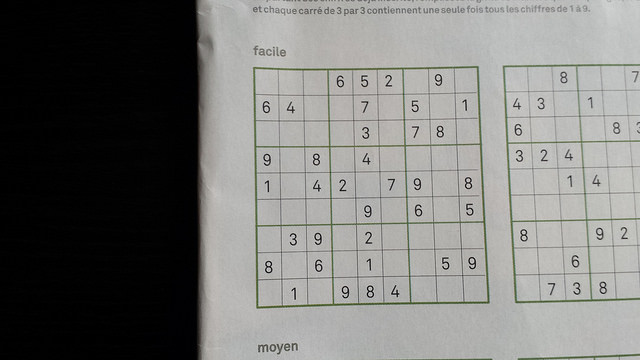 et chaque carré de 3 par 3 contiennent une seule fois tous les chiffres de 1 à 9.
facile
6 5 2 9
6 4 7 5 1
3 7 8
9 8 4
1 4 2 7 9 8
9 6 5
3 9 2
8 6 1 5 9
1 9 8 4
8 7
4 3 1
6 8 3
3 2 4
1 4
8 9 2
6
7 3 8
moyen